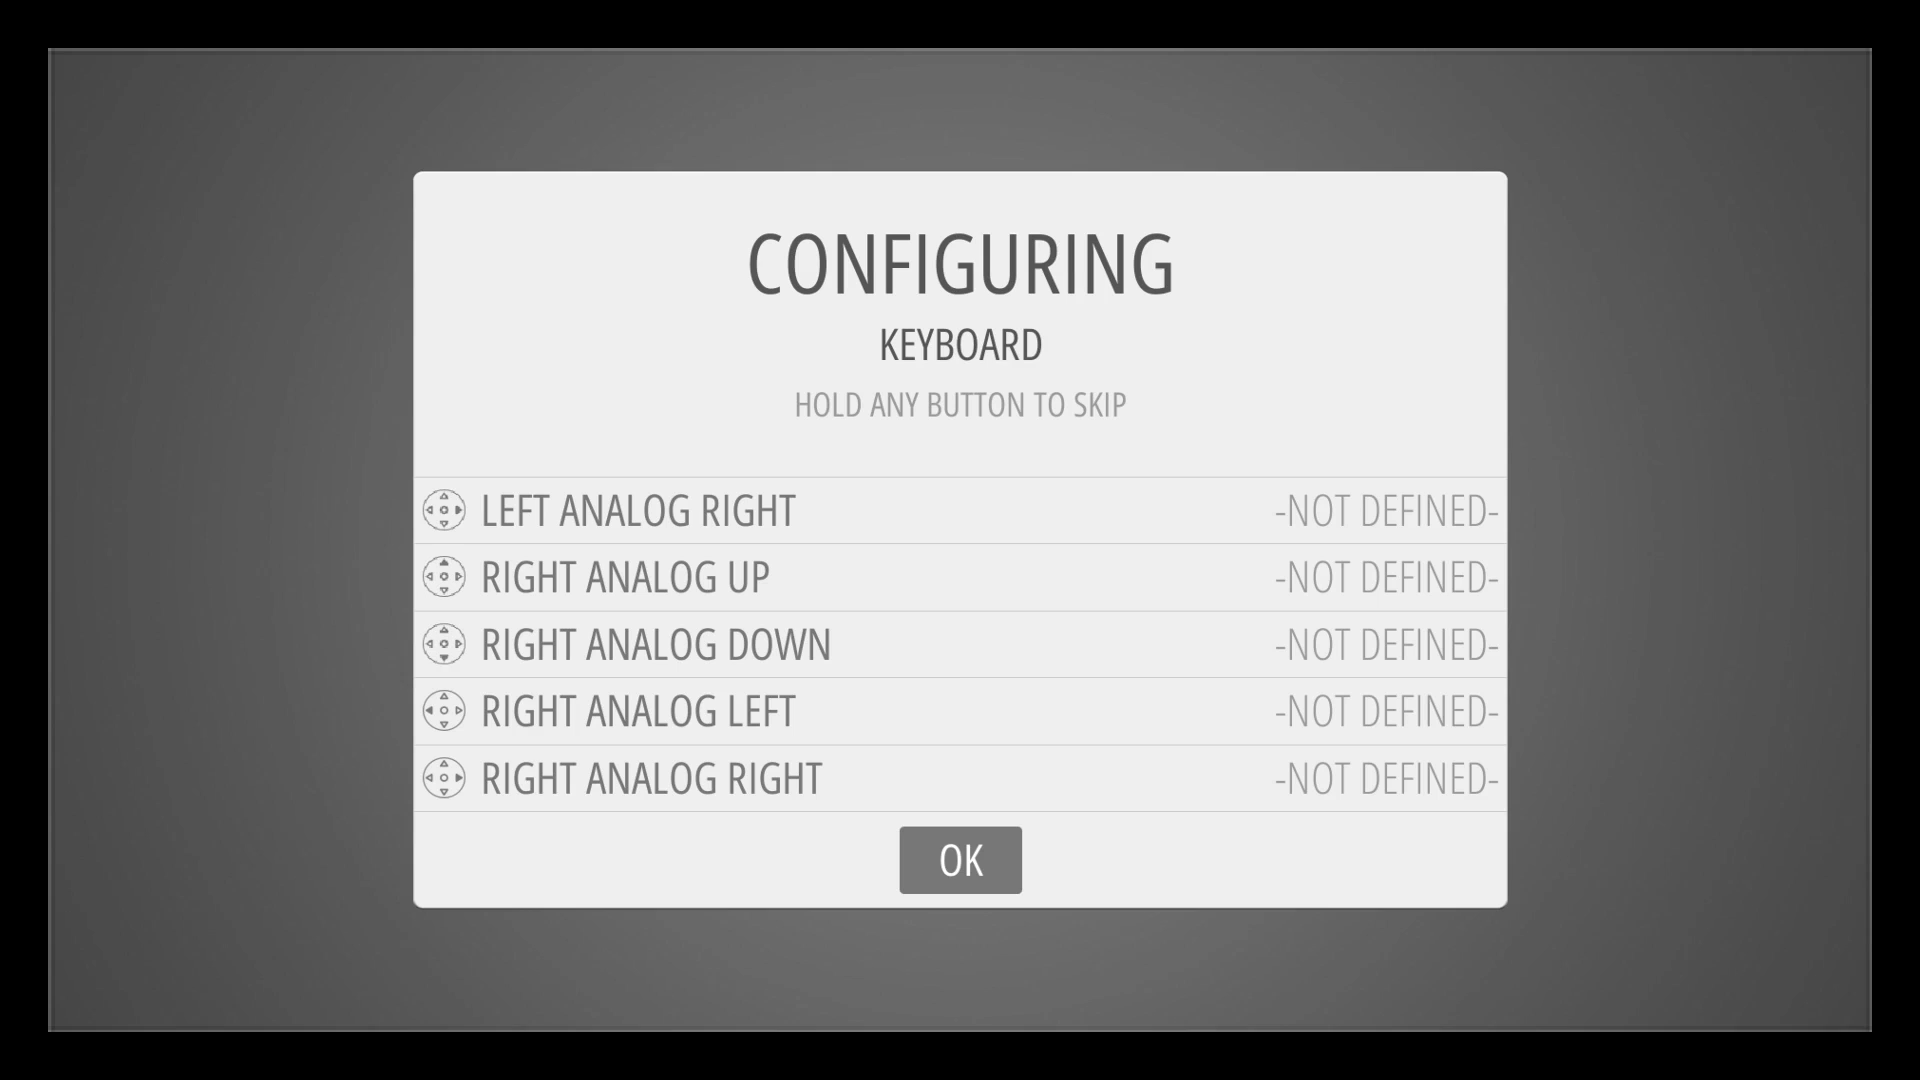 CONFIGURING
KEYBOARD
HOLD ANY BUTTON TO SKIP
LEFT ANALOG RIGHT -NOT DEFINED-
RIGHT ANALOG UP -NOT DEFINED-
RIGHT ANALOG DOWN -NOT DEFINED-
RIGHT ANALOG LEFT -NOT DEFINED-
RIGHT ANALOG RIGHT -NOT DEFINED-
OK